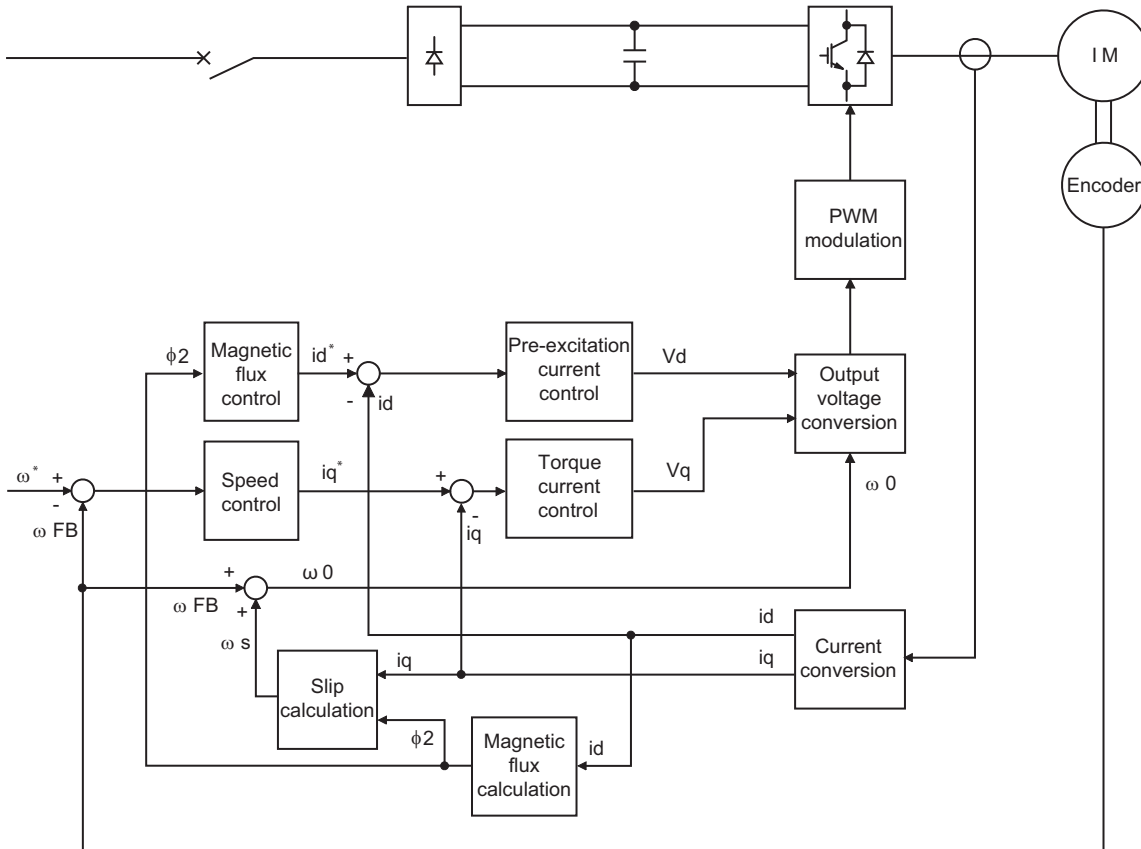 I M
Encoder
PWM
modulation
ϕ2
Magnetic
flux
control
id*
+
-
id
Pre-excitation
current
control
Vd
Output
voltage
conversion
ω*
+
-
ω FB
Speed
control
iq*
+
-
iq
Torque
current
control
Vq
ω 0
+
ω FB
+
ω 0
ω s
id
iq
Current
conversion
iq
Slip
calculation
ϕ2
Magnetic
flux
calculation
id